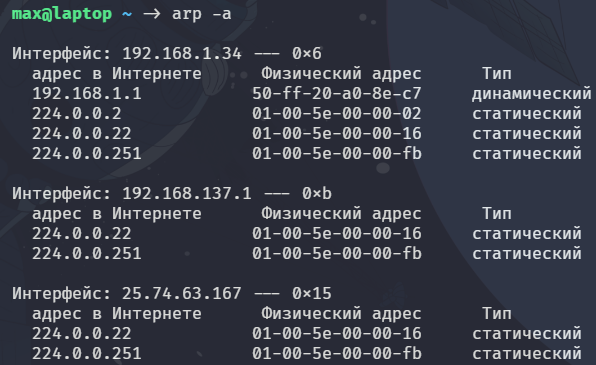 max@laptop ~ -> arp -a
Интерфейс: 192.168.1.34 --- 0x6
адрес в Интернете Физический адрес Тип
192.168.1.1 50-ff-20-a0-8e-c7 динамический
224.0.0.2 01-00-5e-00-00-02 статический
224.0.0.22 01-00-5e-00-00-16 статический
224.0.0.251 01-00-5e-00-00-fb статический
Интерфейс: 192.168.137.1 --- 0xb
адрес в Интернете Физический адрес Тип
224.0.0.22 01-00-5e-00-00-16 статический
224.0.0.251 01-00-5e-00-00-fb статический
Интерфейс: 25.74.63.167 --- 0x15
адрес в Интернете Физический адрес Тип
224.0.0.22 01-00-5e-00-00-16 статический
224.0.0.251 01-00-5e-00-00-fb статический